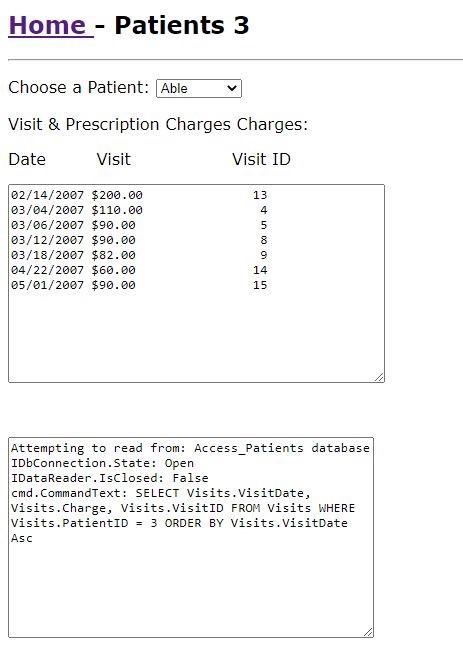 Home - Patients 3
Choose a Patient: Able
Visit & Prescription Charges Charges:
Date Visit Visit ID
02/14/2007 $200.00 13
03/04/2007 $110.00 4
03/06/2007 $90.00 5
03/12/2007 $90.00 8
03/18/2007 $82.00 9
04/22/2007 $60.00 14
05/01/2007 $90.00 15
Attempting to read from: Access_Patients database
IDbConnection.State: Open
IDataReader.IsClosed: False
cmd.CommandText: SELECT Visits.VisitDate,
Visits.Charge, Visits.VisitID FROM Visits WHERE
Visits.PatientID = 3 ORDER BY Visits.VisitDate
Asc